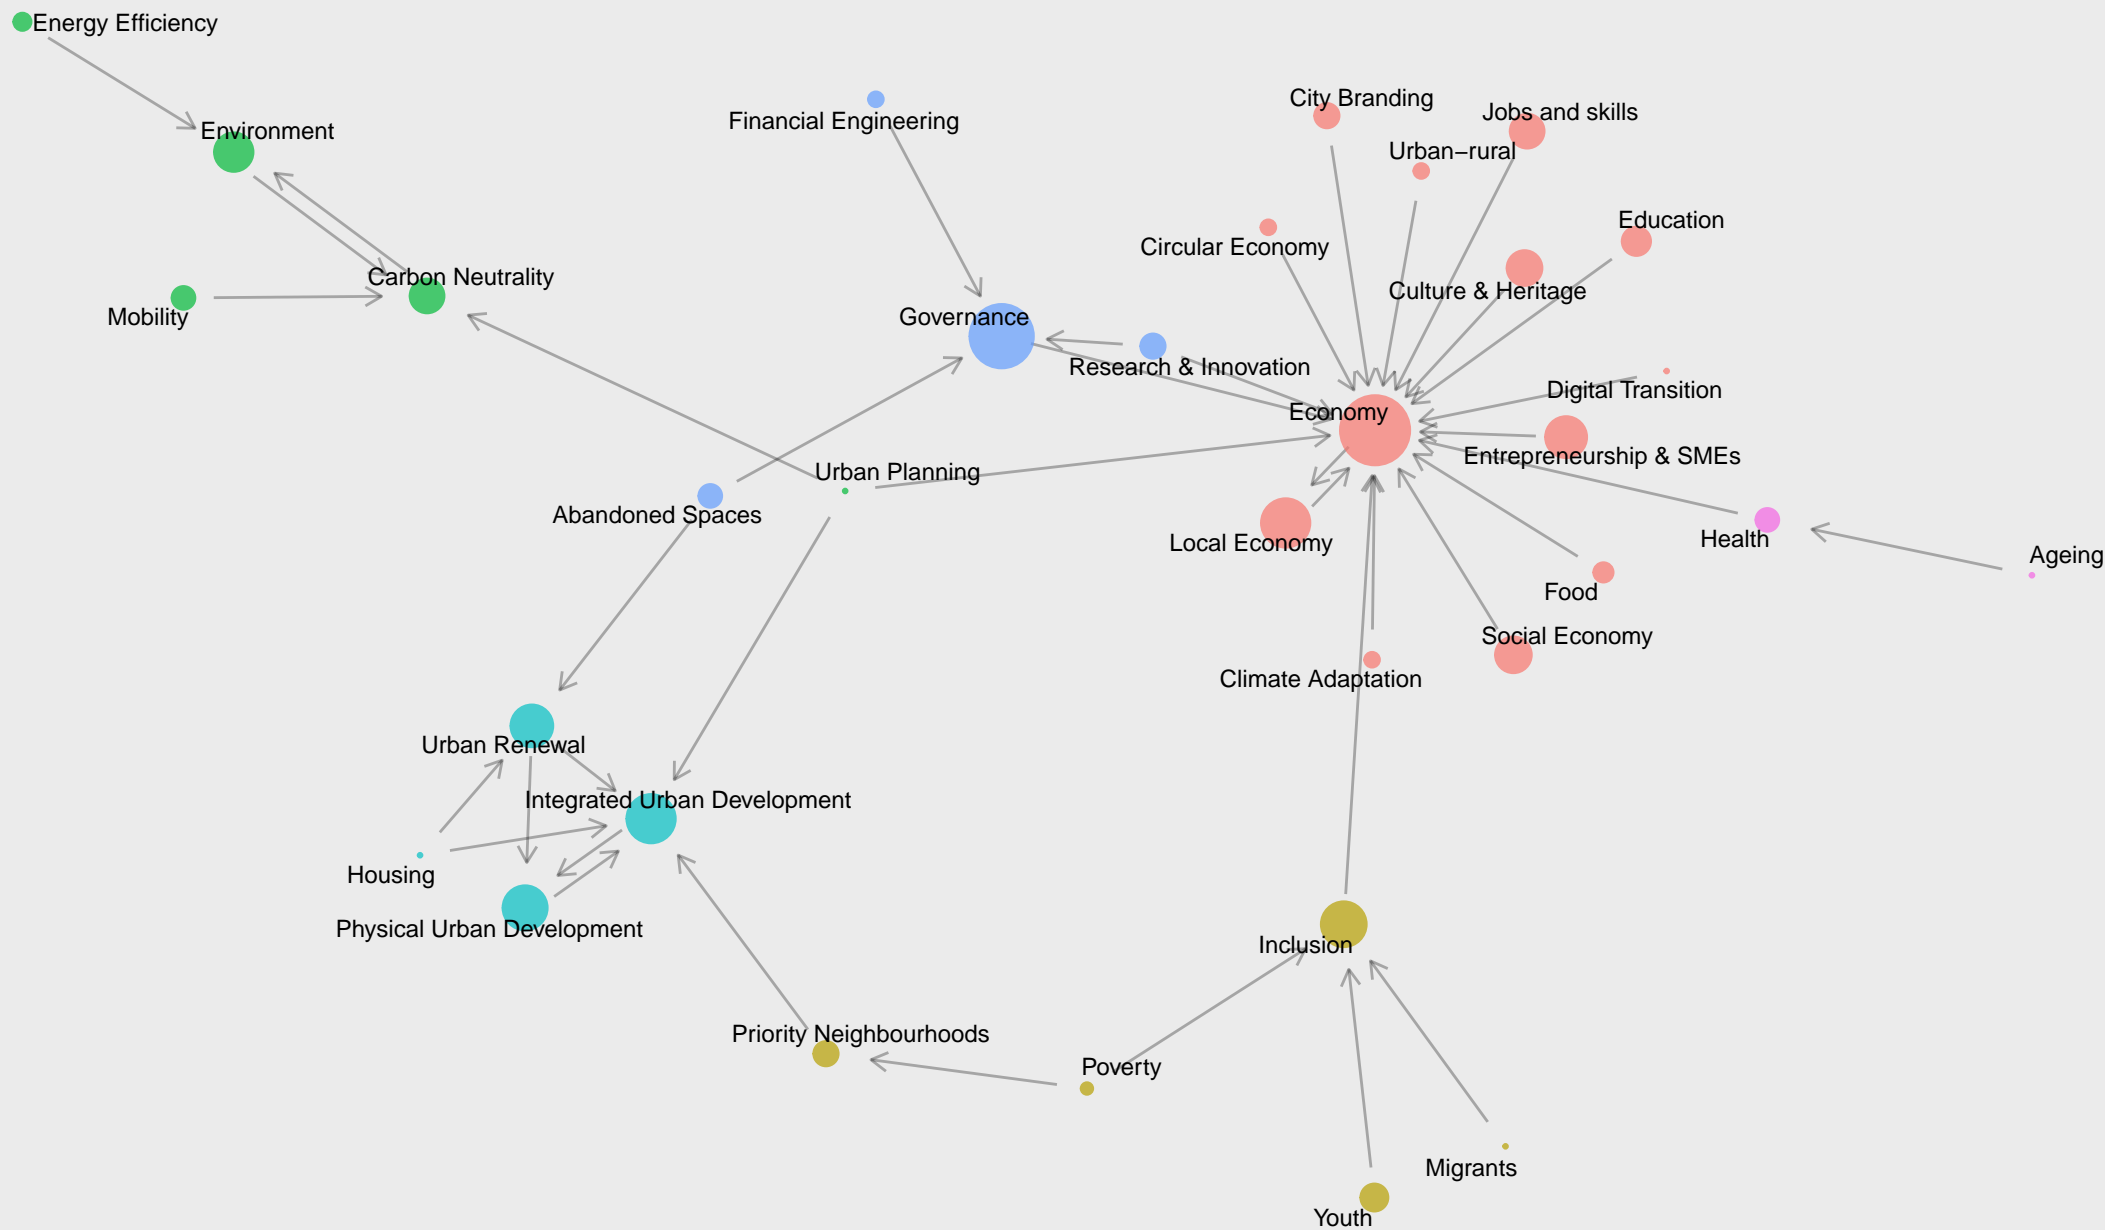 Energy Efficiency
Environment
Financial Engineering
City Branding
Jobs and skills
Urban−rural
Education
Circular Economy
Carbon Neutrality
Culture & Heritage
Mobility
Governance
Research & Innovation
Digital Transition
Economy
Entrepreneurship & SMEs
Urban Planning
Abandoned Spaces
Local Economy
Health
Ageing
Food
Social Economy
Climate Adaptation
Urban Renewal
Integrated Urban Development
Housing
Physical Urban Development
Inclusion
Priority Neighbourhoods
Poverty
Migrants
Youth